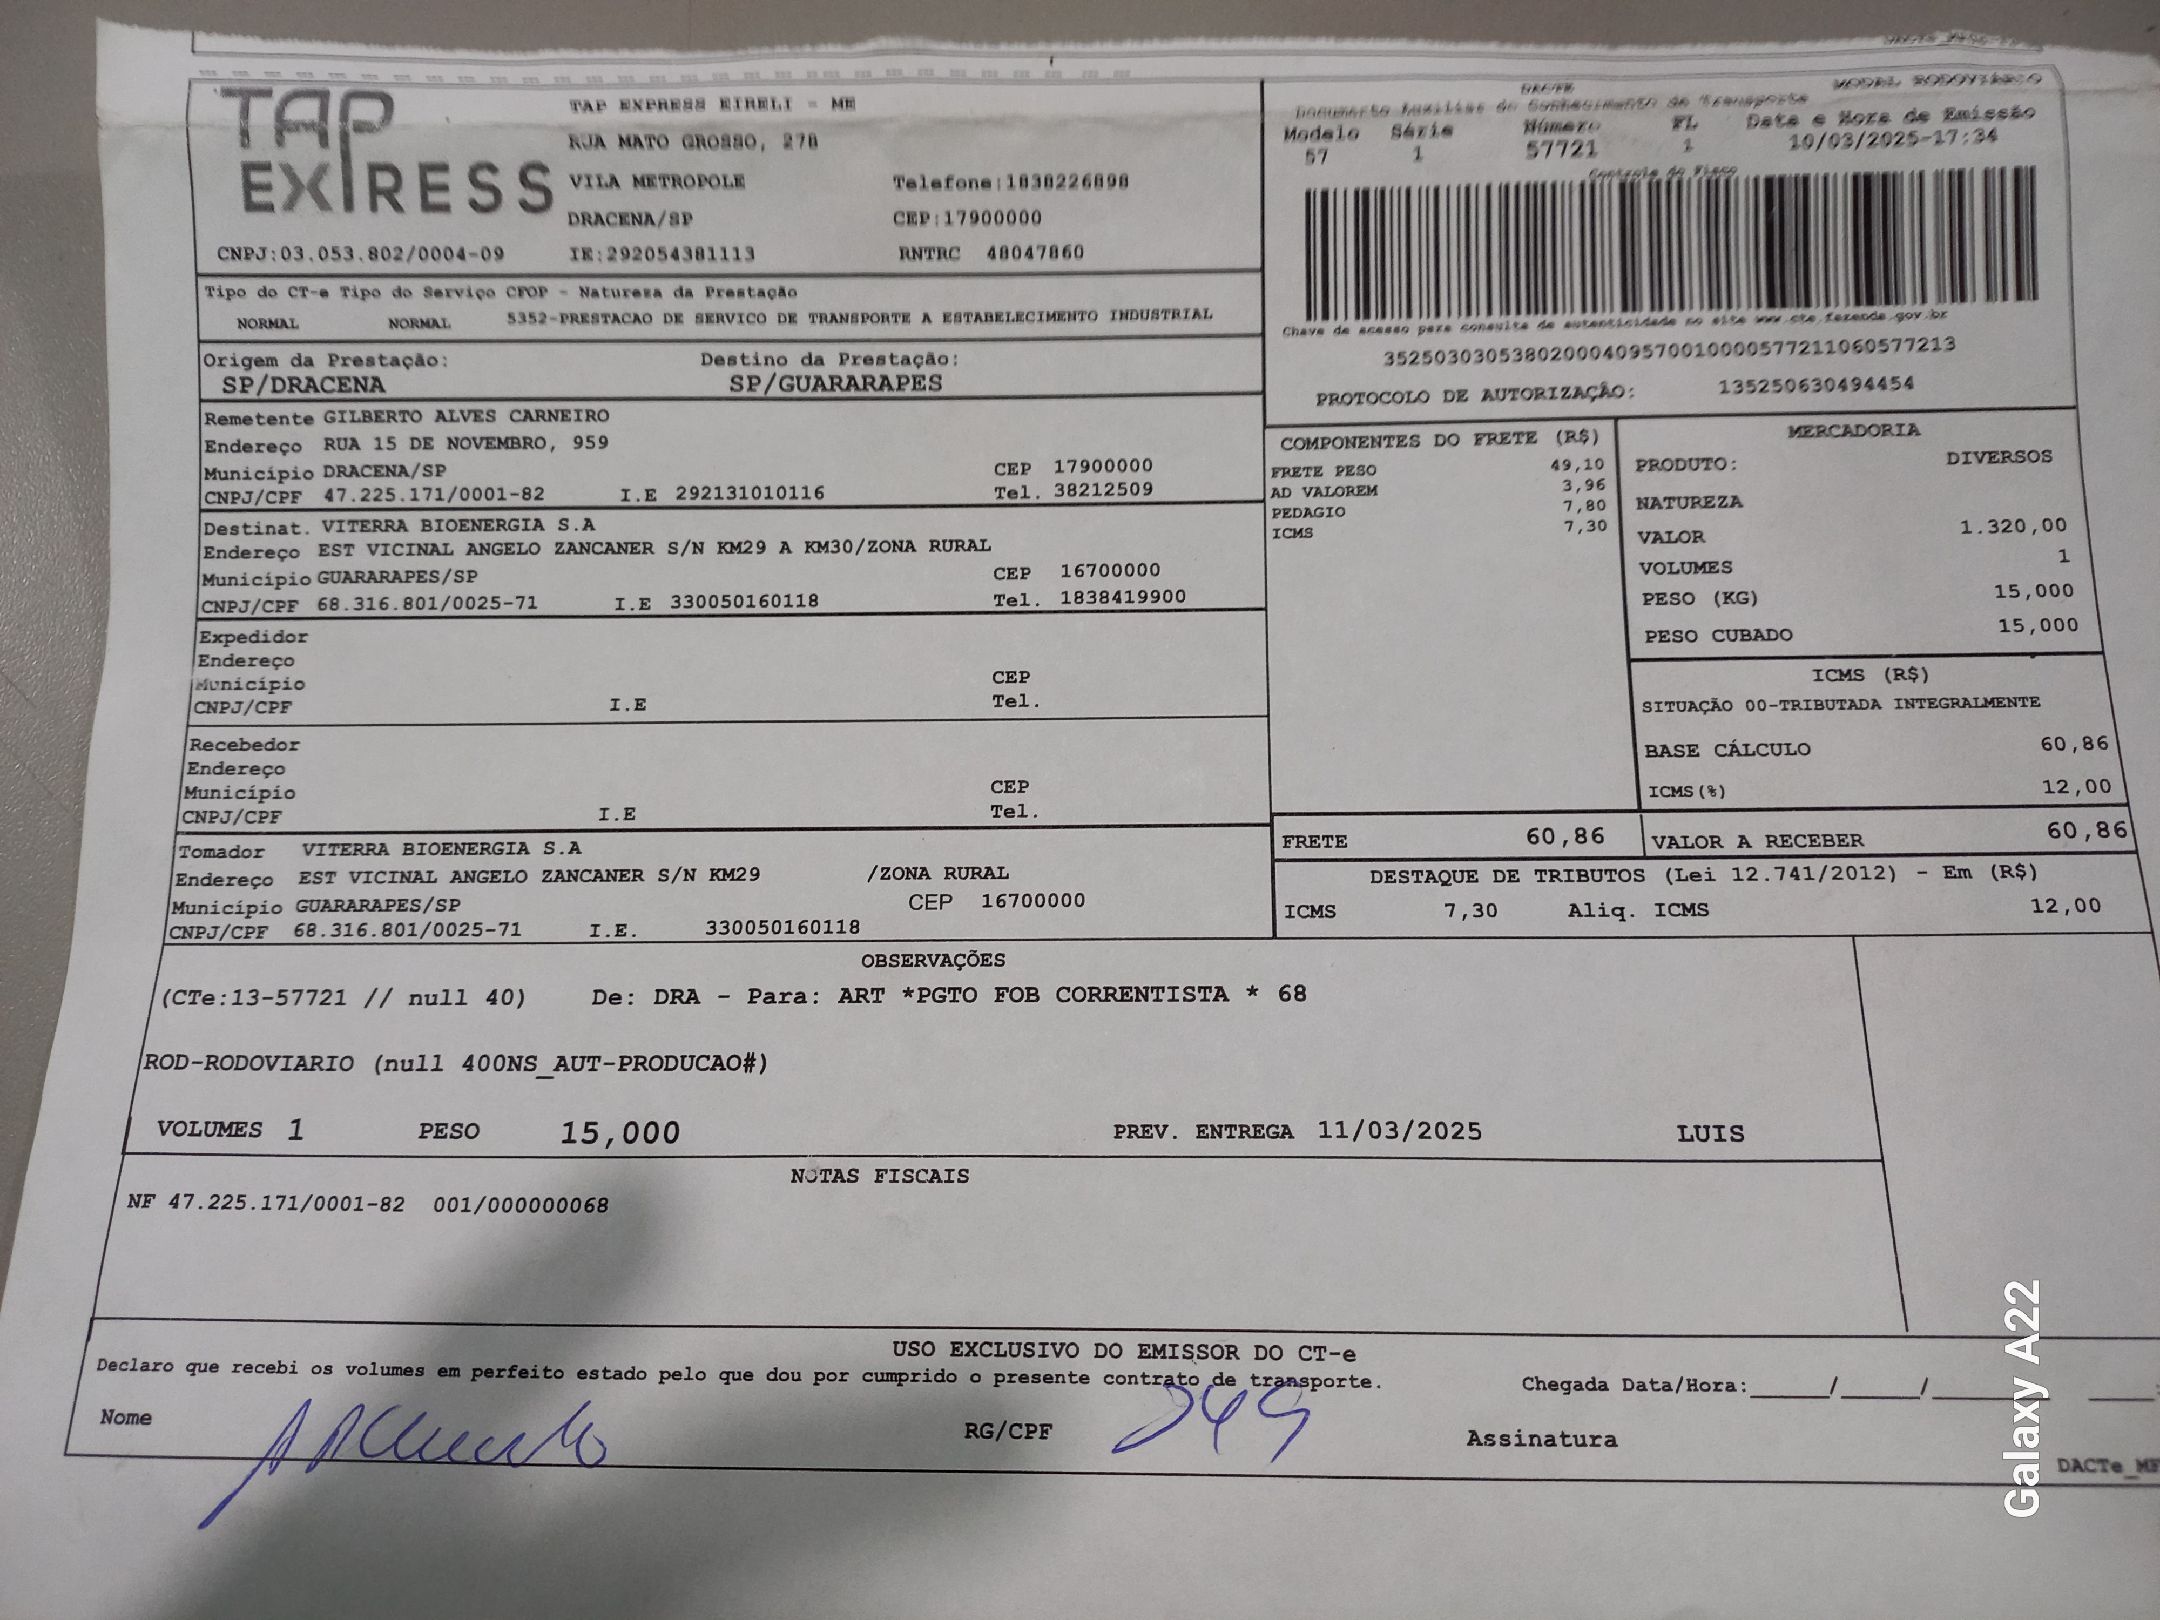 TAP EXPRESS
TAP EXPRESS EIRELI - ME
RUA MATO GROSSO, 278
VILA METROPOLE Telefone:1838226898
DRACENA/SP CEP:17900000
CNPJ:03.053.802/0004-09 IE:292054381113 RNTRC 48047860
DACTE MODAL RODOVIÁRIO
Documento Auxiliar do Conhecimento de Transporte
Modelo Série Número FL Data e Hora de Emissão
57 1 57721 1 10/03/2025-17:34
Controle do Fisco
Chave de acesso para consulta de autenticidade no site www.cte.fazenda.gov.br
35250303053802000409570010000577211060577213
PROTOCOLO DE AUTORIZAÇÃO: 135250630494454
Tipo do CT-e Tipo do Serviço CFOP - Natureza da Prestação
NORMAL NORMAL 5352-PRESTACAO DE SERVICO DE TRANSPORTE A ESTABELECIMENTO INDUSTRIAL
Origem da Prestação: Destino da Prestação:
SP/DRACENA SP/GUARARAPES
Remetente GILBERTO ALVES CARNEIRO
Endereço RUA 15 DE NOVEMBRO, 959
Município DRACENA/SP CEP 17900000
CNPJ/CPF 47.225.171/0001-82 I.E 292131010116 Tel. 38212509
Destinat. VITERRA BIOENERGIA S.A
Endereço EST VICINAL ANGELO ZANCANER S/N KM29 A KM30/ZONA RURAL
Município GUARARAPES/SP CEP 16700000
CNPJ/CPF 68.316.801/0025-71 I.E 330050160118 Tel. 1838419900
Expedidor
Endereço
Município CEP
CNPJ/CPF I.E Tel.
Recebedor
Endereço
Município CEP
CNPJ/CPF I.E Tel.
Tomador VITERRA BIOENERGIA S.A
Endereço EST VICINAL ANGELO ZANCANER S/N KM29 /ZONA RURAL
Município GUARARAPES/SP CEP 16700000
CNPJ/CPF 68.316.801/0025-71 I.E. 330050160118
COMPONENTES DO FRETE (R$)
FRETE PESO 49,10
AD VALOREM 3,96
PEDAGIO 7,80
ICMS 7,30
MERCADORIA
PRODUTO: DIVERSOS
NATUREZA
VALOR 1.320,00
VOLUMES 1
PESO (KG) 15,000
PESO CUBADO 15,000
ICMS (R$)
SITUAÇÃO 00-TRIBUTADA INTEGRALMENTE
BASE CÁLCULO 60,86
ICMS(%) 12,00
FRETE 60,86 VALOR A RECEBER 60,86
DESTAQUE DE TRIBUTOS (Lei 12.741/2012) - Em (R$)
ICMS 7,30 Aliq. ICMS 12,00
OBSERVAÇÕES
(CTe:13-57721 // null 40) De: DRA - Para: ART *PGTO FOB CORRENTISTA * 68
ROD-RODOVIARIO (null 400NS_AUT-PRODUCAO#)
VOLUMES 1 PESO 15,000 PREV. ENTREGA 11/03/2025 LUIS
NOTAS FISCAIS
NF 47.225.171/0001-82 001/000000068
USO EXCLUSIVO DO EMISSOR DO CT-e
Declaro que recebi os volumes em perfeito estado pelo que dou por cumprido o presente contrato de transporte.
Chegada Data/Hora:_____/_____/_____
Nome RG/CPF 249 Assinatura
Galaxy A22